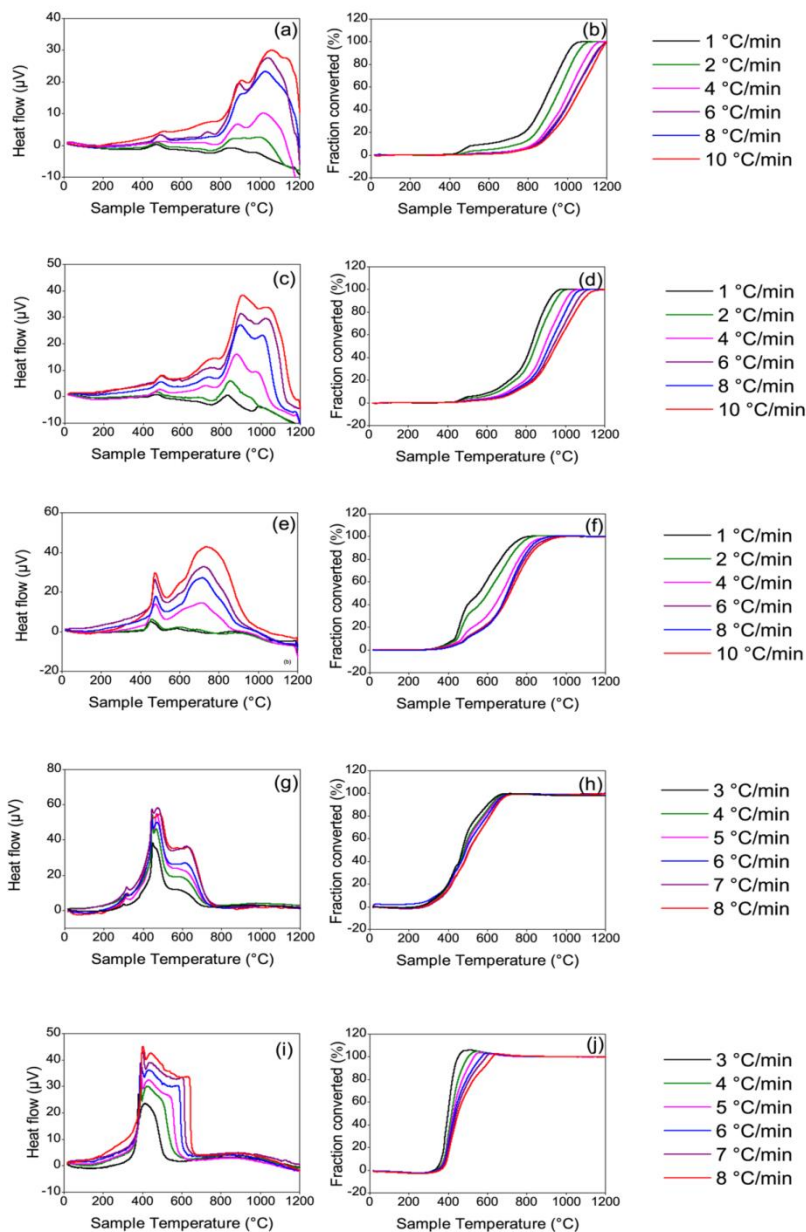 (a)
Heat flow (µV)
40
30
20
10
0
-10
0 200 400 600 800 1000 1200
Sample Temperature (°C)
(b)
Fraction converted (%)
120
100
80
60
40
20
0
-20
0 200 400 600 800 1000 1200
Sample Temperature (°C)
1 °C/min
2 °C/min
4 °C/min
6 °C/min
8 °C/min
10 °C/min
(c)
Heat flow (µV)
50
40
30
20
10
0
-10
0 200 400 600 800 1000 1200
Sample Temperature (°C)
(d)
Fraction converted (%)
120
100
80
60
40
20
0
-20
0 200 400 600 800 1000 1200
Sample Temperature (°C)
1 °C/min
2 °C/min
4 °C/min
6 °C/min
8 °C/min
10 °C/min
(e)
Heat flow (µV)
60
40
20
0
-20
(b)
0 200 400 600 800 1000 1200
Sample Temperature (°C)
(f)
Fraction converted (%)
120
100
80
60
40
20
0
-20
0 200 400 600 800 1000 1200
Sample Temperature (°C)
1 °C/min
2 °C/min
4 °C/min
6 °C/min
8 °C/min
10 °C/min
(g)
Heat flow (µV)
80
60
40
20
0
-20
0 200 400 600 800 1000 1200
Sample Temperature (°C)
(h)
Fraction converted (%)
120
100
80
60
40
20
0
-20
0 200 400 600 800 1000 1200
Sample Temperature (°C)
3 °C/min
4 °C/min
5 °C/min
6 °C/min
7 °C/min
8 °C/min
(i)
Heat flow (µV)
50
40
30
20
10
0
-10
0 200 400 600 800 1000 1200
Sample Temperature (°C)
(j)
Fraction converted (%)
120
100
80
60
40
20
0
-20
0 200 400 600 800 1000 1200
Sample Temperature (°C)
3 °C/min
4 °C/min
5 °C/min
6 °C/min
7 °C/min
8 °C/min